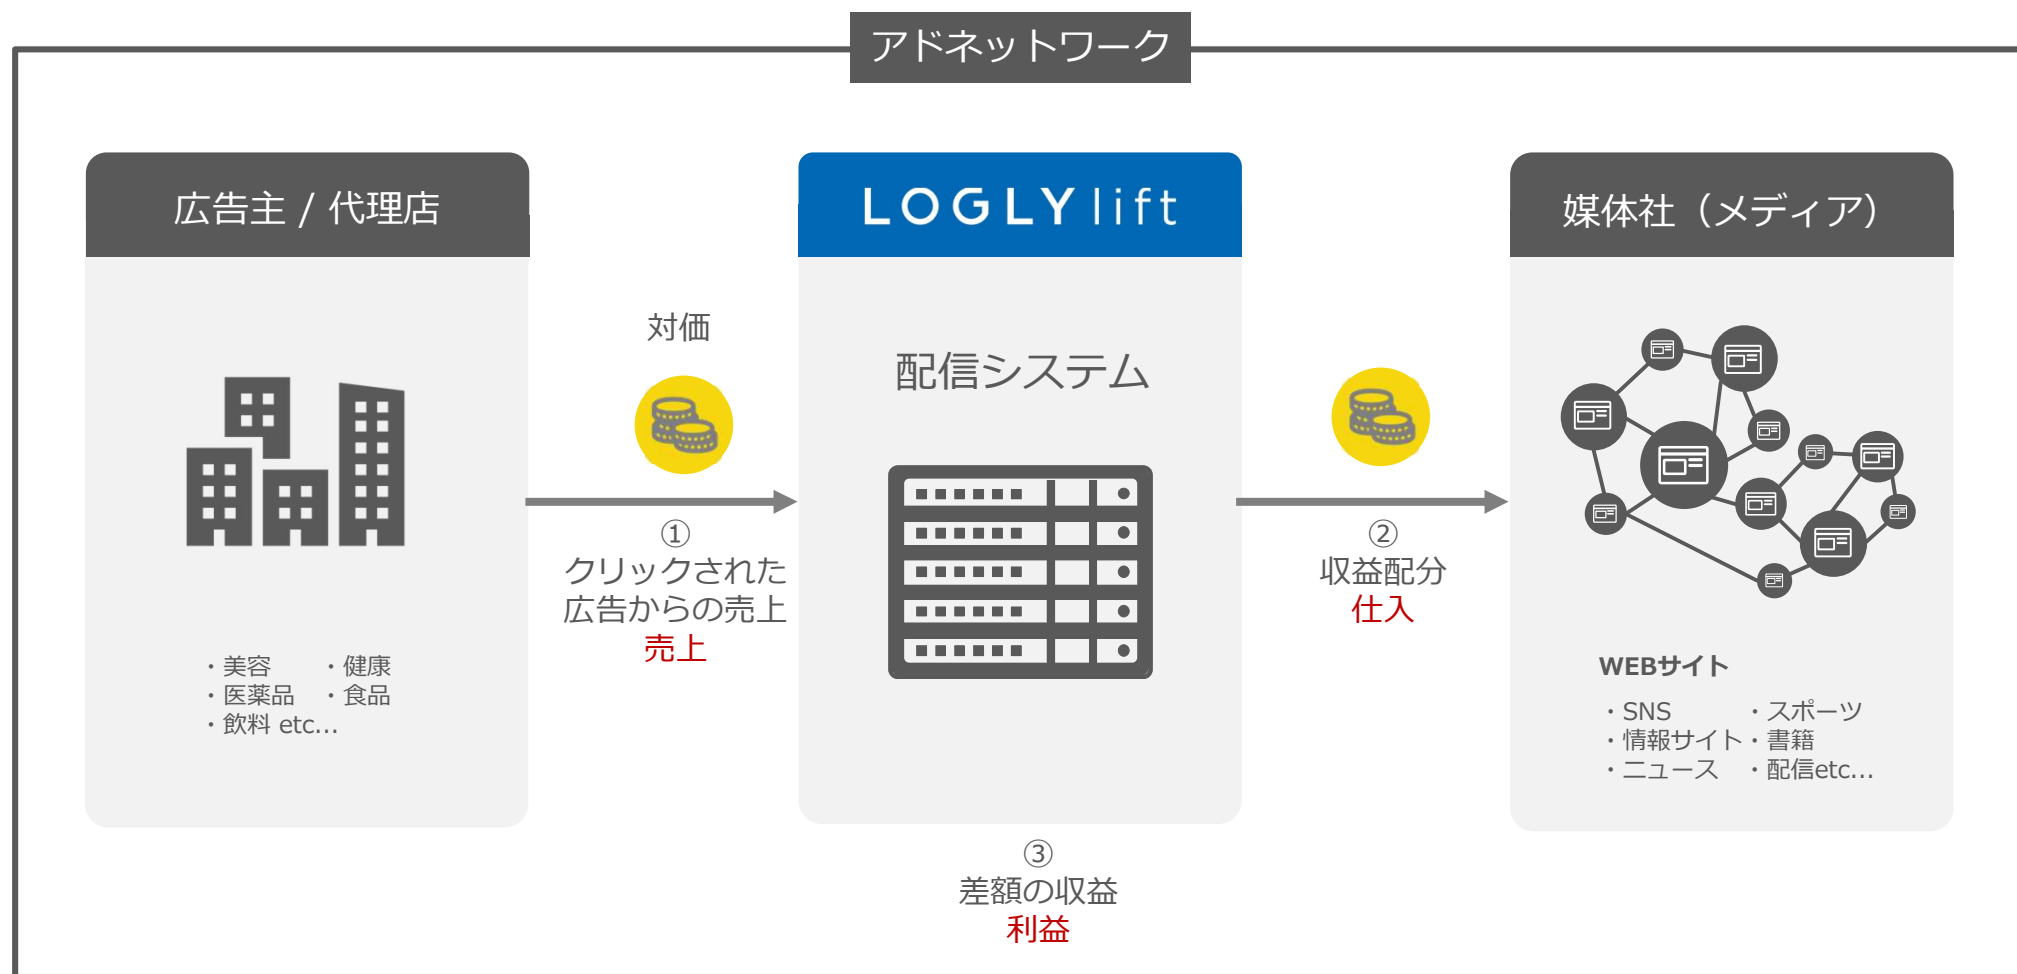 アドネットワーク
広告主 / 代理店
・美容　　・健康
・医薬品　・食品
・飲料 etc...
対価
①
クリックされた
広告からの売上
売上
LOGLY lift
配信システム
③
差額の収益
利益
②
収益配分
仕入
媒体社（メディア）
WEBサイト
・SNS　　　・スポーツ
・情報サイト・書籍
・ニュース　・配信etc...